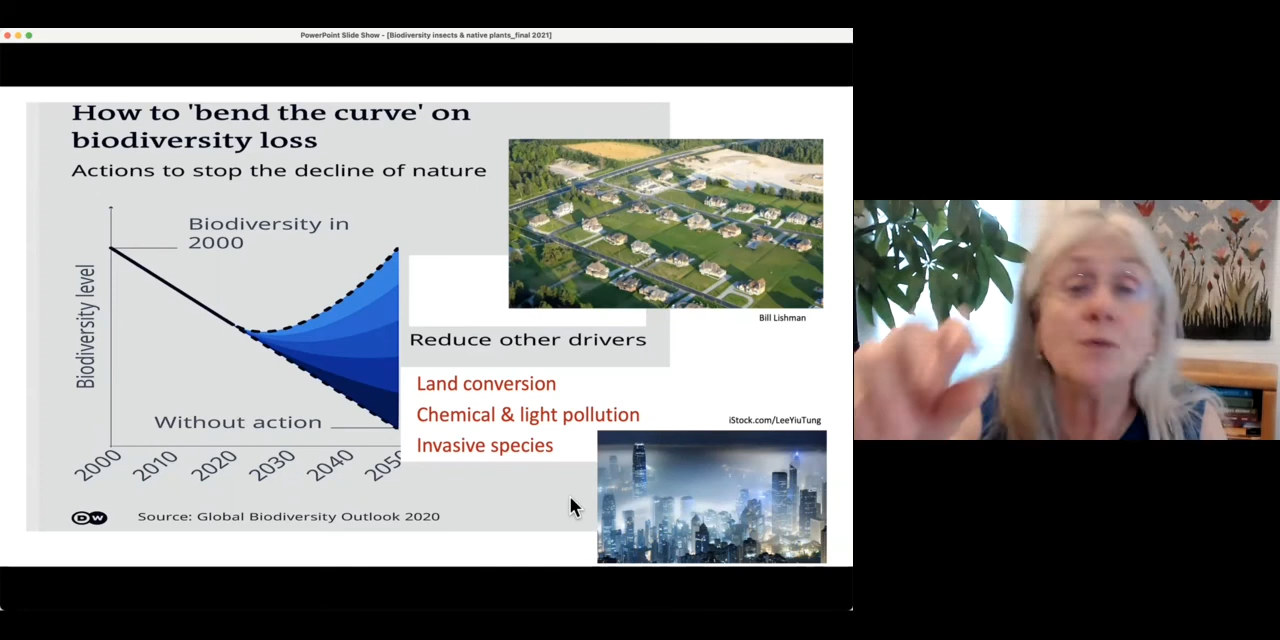 PowerPoint Slide Show - [Biodiversity insects & native plants_final 2021]
How to 'bend the curve' on
biodiversity loss
Actions to stop the decline of nature
Biodiversity in
2000
Biodiversity level
Without action
2000 2010 2020 2030 2040 2050
DW
Source: Global Biodiversity Outlook 2020
Bill Lishman
Reduce other drivers
Land conversion
Chemical & light pollution
Invasive species
iStock.com/LeeYiuTung